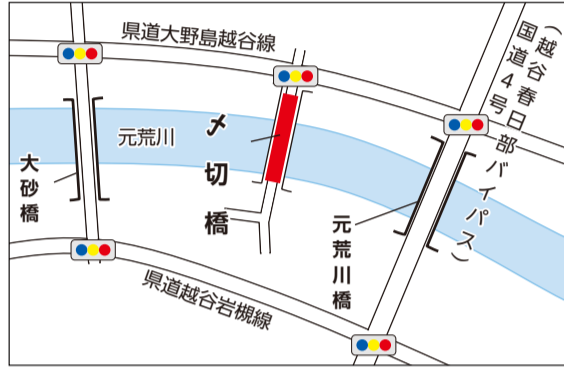 県道大野島越谷線
国道4号
(越谷春日部バイパス)
元荒川
〆切橋
大砂橋
元荒川橋
県道越谷岩槻線